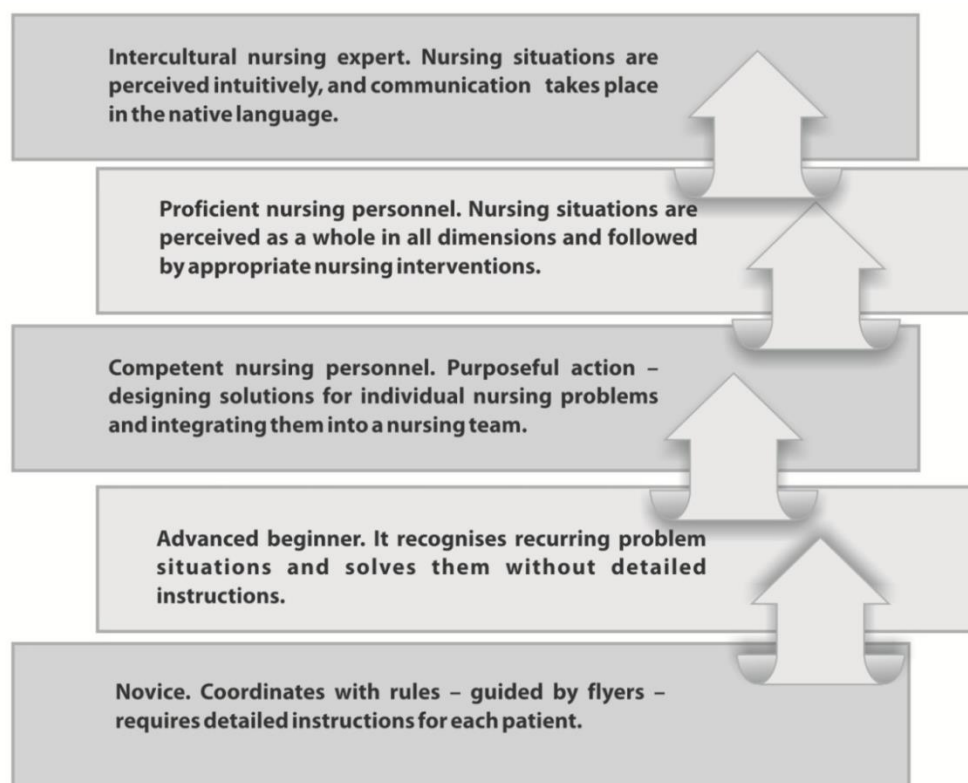 Intercultural nursing expert. Nursing situations are
perceived intuitively, and communication takes place
in the native language.
Proficient nursing personnel. Nursing situations are
perceived as a whole in all dimensions and followed
by appropriate nursing interventions.
Competent nursing personnel. Purposeful action –
designing solutions for individual nursing problems
and integrating them into a nursing team.
Advanced beginner. It recognises recurring problem
situations and solves them without detailed
instructions.
Novice. Coordinates with rules – guided by flyers –
requires detailed instructions for each patient.